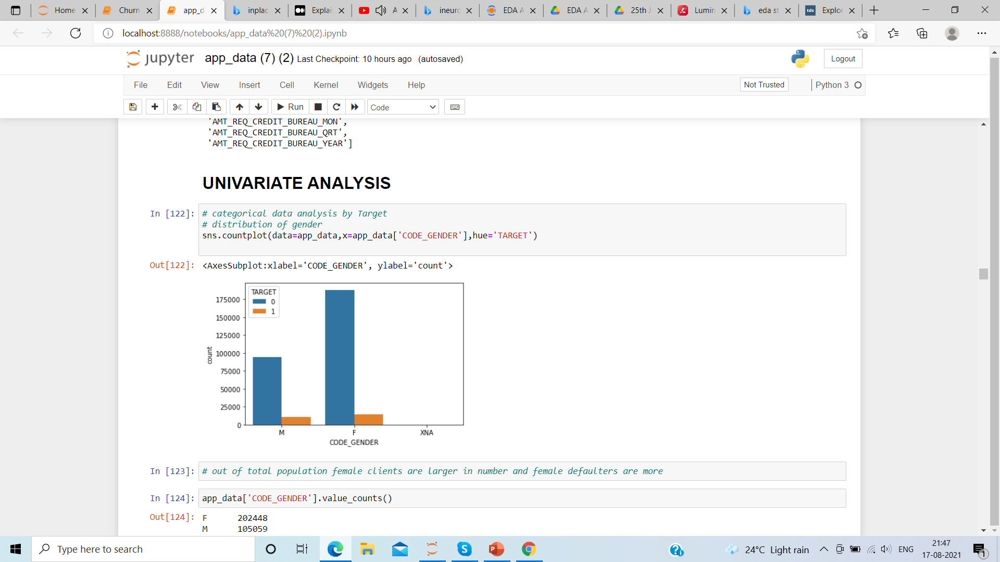 Home
Churn
app_d
inplac
Explai
A
ineuro
EDA A
EDA A
25th J
Lumin
eda st
tds
Explor
localhost:8888/notebooks/app_data%20(7)%20(2).ipynb
jupyter app_data (7) (2) Last Checkpoint: 10 hours ago (autosaved)
Logout
File Edit View Insert Cell Kernel Widgets Help
Not Trusted
Python 3
Run
Code
'AMT_REQ_CREDIT_BUREAU_MON',
'AMT_REQ_CREDIT_BUREAU_QRT',
'AMT_REQ_CREDIT_BUREAU_YEAR']
UNIVARIATE ANALYSIS
In [122]: # categorical data analysis by Target
# distribution of gender
sns.countplot(data=app_data,x=app_data['CODE_GENDER'],hue='TARGET')
Out[122]: <AxesSubplot:xlabel='CODE_GENDER', ylabel='count'>
TARGET
0
1
175000
150000
125000
100000
75000
50000
25000
0
count
M F XNA
CODE_GENDER
In [123]: # out of total population female clients are larger in number and female defaulters are more
In [124]: app_data['CODE_GENDER'].value_counts()
Out[124]: F 202448
M 105059
Type here to search
24°C Light rain
ENG
21:47
17-08-2021
1